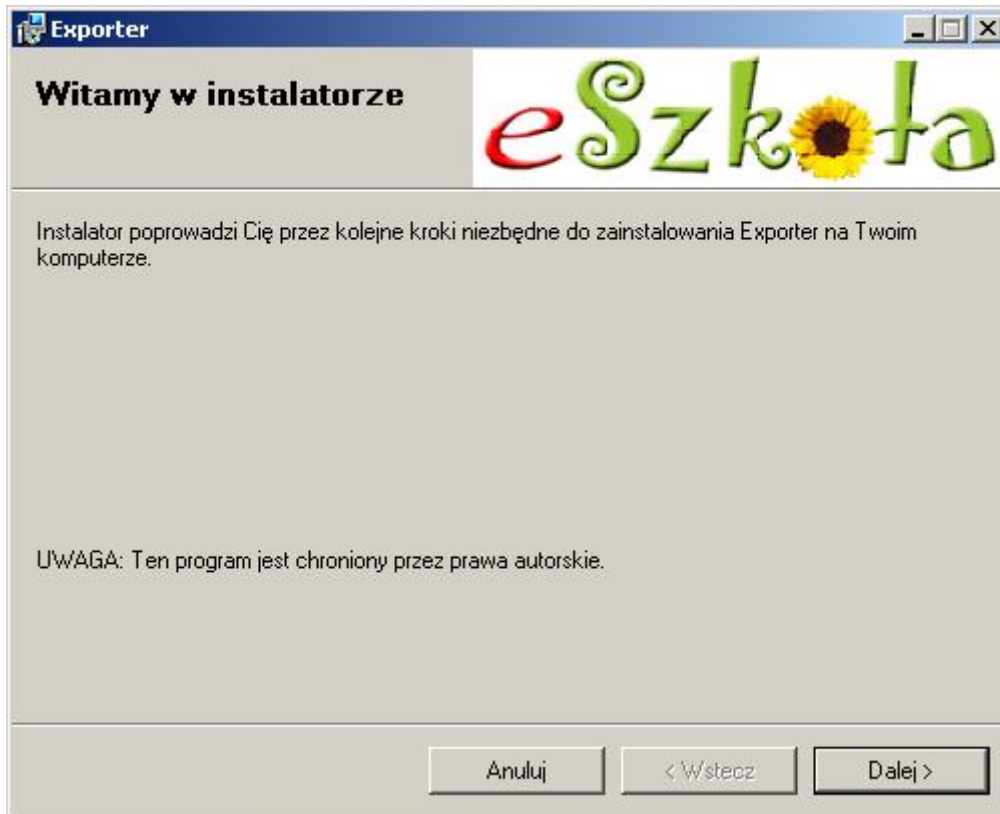 Exporter
Witamy w instalatorze
eSzkoła
Instalator poprowadzi Cię przez kolejne kroki niezbędne do zainstalowania Exporter na Twoim
komputerze.
UWAGA: Ten program jest chroniony przez prawa autorskie.
Anuluj
< Wstecz
Dalej >